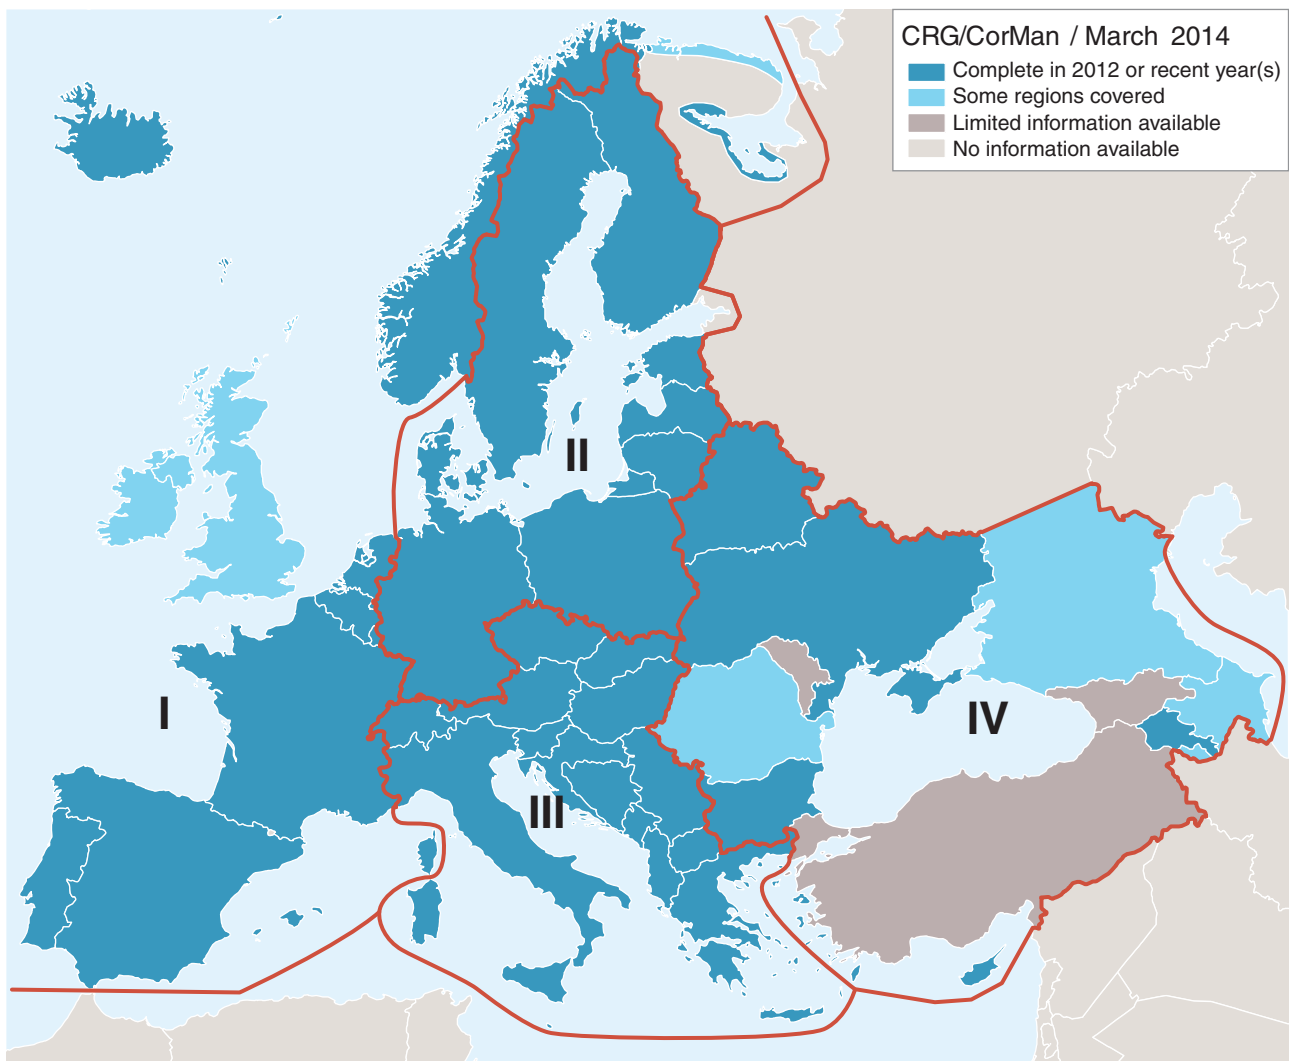 CRG/CorMan / March 2014
Complete in 2012 or recent year(s)
Some regions covered
Limited information available
No information available
II
I
IV
III